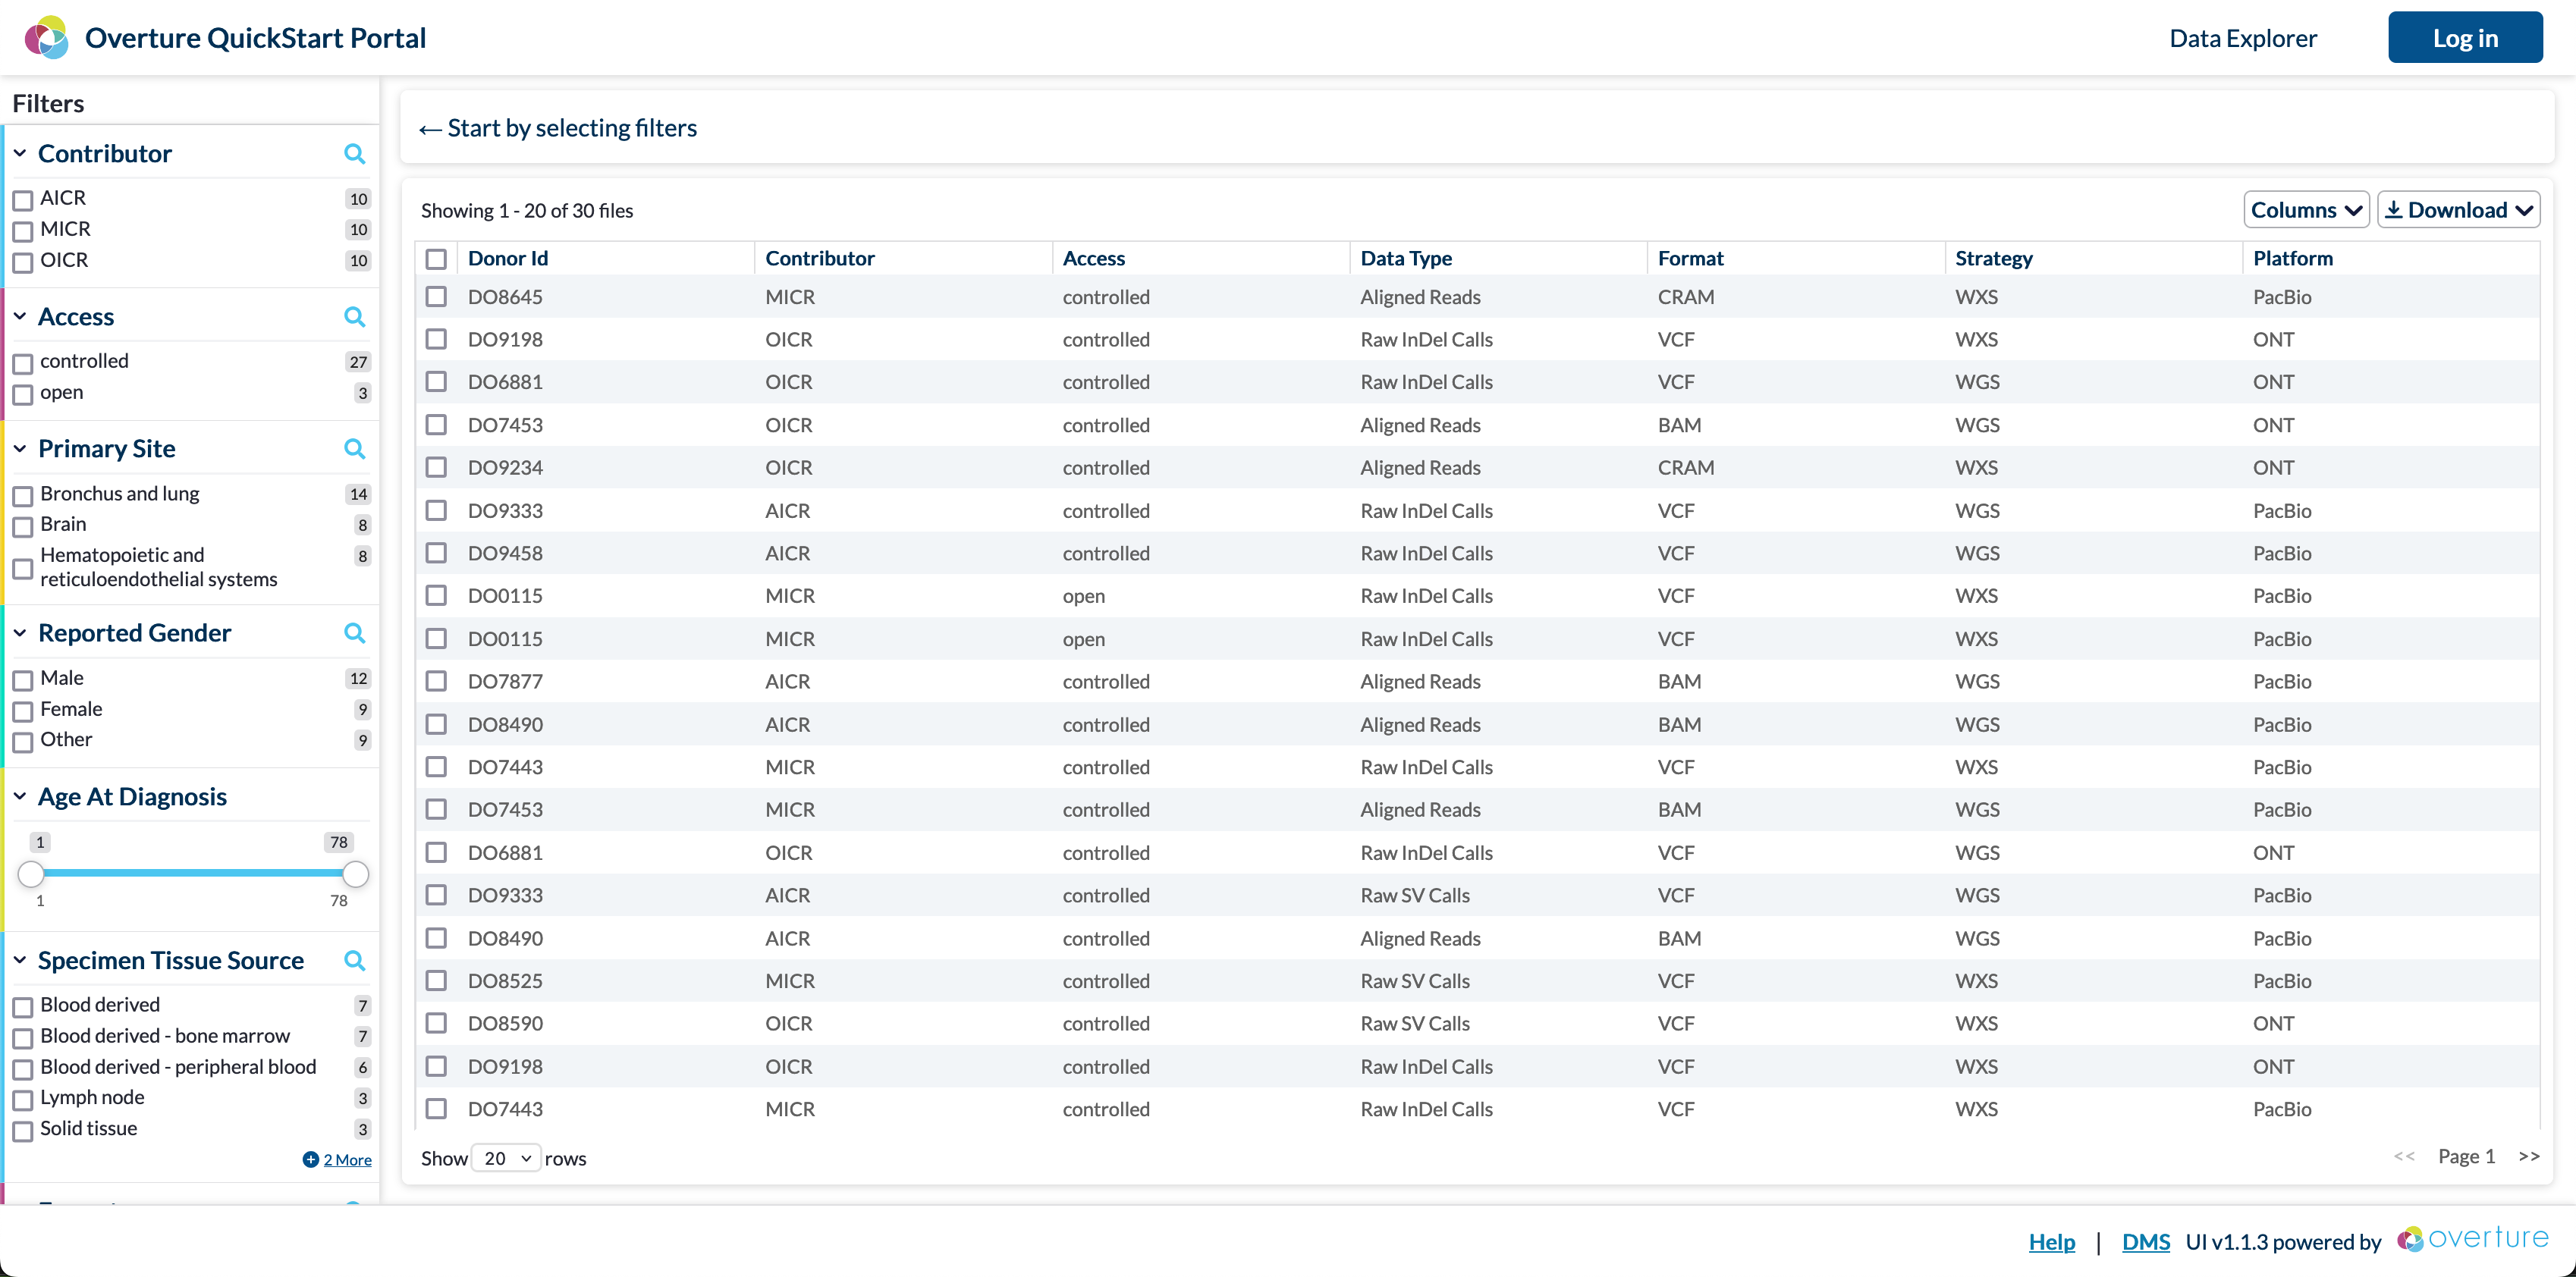 Overture QuickStart Portal
Data Explorer
Log in
Filters
Contributor
AICR 10
MICR 10
OICR 10
Access
controlled 27
open 3
Primary Site
Bronchus and lung 14
Brain 8
Hematopoietic and 8
reticuloendothelial systems
Reported Gender
Male 12
Female 9
Other 9
Age At Diagnosis
1 78
1 78
Specimen Tissue Source
Blood derived 7
Blood derived - bone marrow 7
Blood derived - peripheral blood 6
Lymph node 3
Solid tissue 3
2 More
← Start by selecting filters
Showing 1 - 20 of 30 files
Columns
Download
Donor Id Contributor Access Data Type Format Strategy Platform
DO8645 MICR controlled Aligned Reads CRAM WXS PacBio
DO9198 OICR controlled Raw InDel Calls VCF WXS ONT
DO6881 OICR controlled Raw InDel Calls VCF WGS ONT
DO7453 OICR controlled Aligned Reads BAM WGS ONT
DO9234 OICR controlled Aligned Reads CRAM WXS ONT
DO9333 AICR controlled Raw InDel Calls VCF WGS PacBio
DO9458 AICR controlled Raw InDel Calls VCF WGS PacBio
DO0115 MICR open Raw InDel Calls VCF WXS PacBio
DO0115 MICR open Raw InDel Calls VCF WXS PacBio
DO7877 AICR controlled Aligned Reads BAM WGS PacBio
DO8490 AICR controlled Aligned Reads BAM WGS PacBio
DO7443 MICR controlled Raw InDel Calls VCF WXS PacBio
DO7453 MICR controlled Aligned Reads BAM WGS PacBio
DO6881 OICR controlled Raw InDel Calls VCF WGS ONT
DO9333 AICR controlled Raw SV Calls VCF WGS PacBio
DO8490 AICR controlled Aligned Reads BAM WGS PacBio
DO8525 MICR controlled Raw SV Calls VCF WXS PacBio
DO8590 OICR controlled Raw SV Calls VCF WXS ONT
DO9198 OICR controlled Raw InDel Calls VCF WXS ONT
DO7443 MICR controlled Raw InDel Calls VCF WXS PacBio
Show 20 rows
<< Page 1 >>
Help | DMS UI v1.1.3 powered by overture